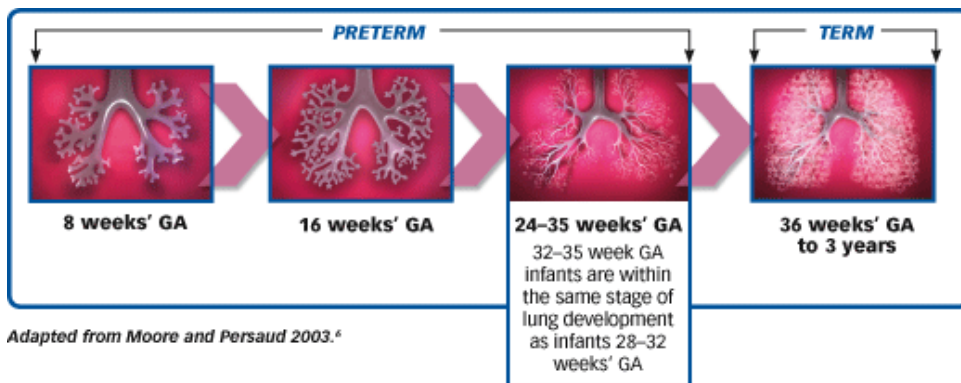 PRETERM
TERM
8 weeks’ GA
16 weeks’ GA
24–35 weeks’ GA
32–35 week GA
infants are within
the same stage of
lung development
as infants 28–32
weeks’ GA
36 weeks’ GA
to 3 years
Adapted from Moore and Persaud 2003.⁶